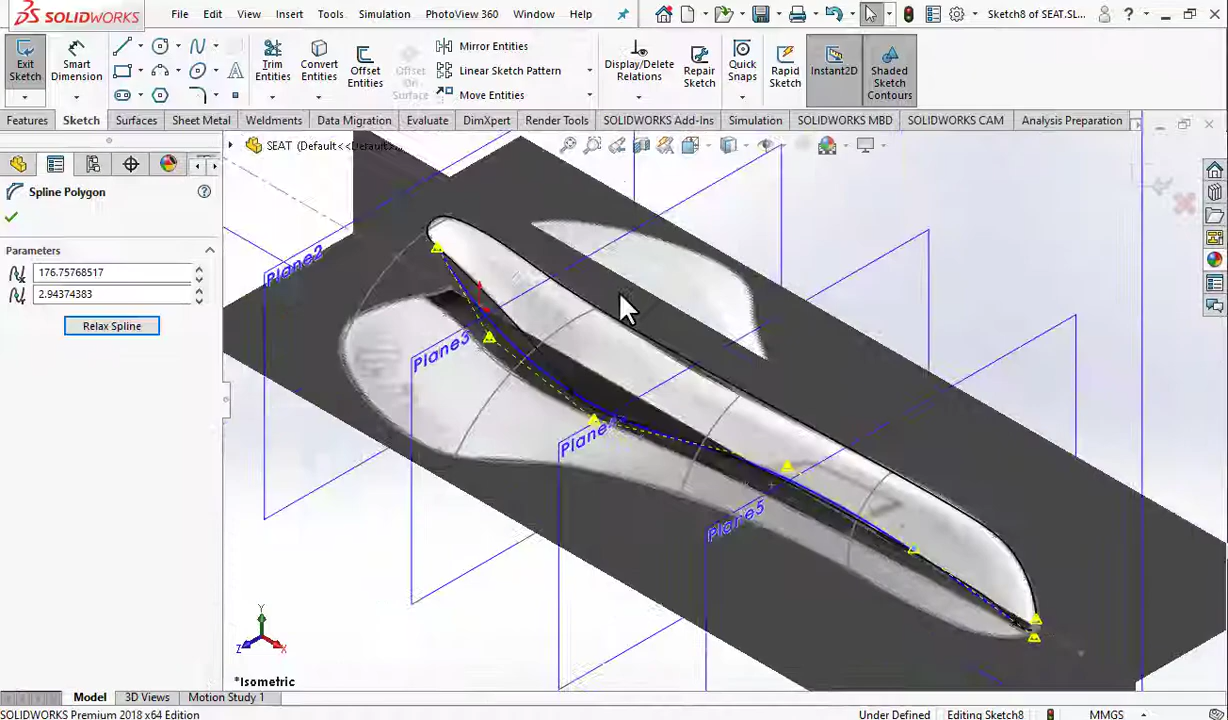 SOLIDWORKS File Edit View Insert Tools Simulation PhotoView 360 Window Help Sketch8 of SEAT.SL... ?
Exit Sketch
Smart Dimension
Trim Entities
Convert Entities
Offset Entities
Offset On Surface
Mirror Entities
Linear Sketch Pattern
Move Entities
Display/Delete Relations
Repair Sketch
Quick Snaps
Rapid Sketch
Instant2D
Shaded Sketch Contours
Features Sketch Surfaces Sheet Metal Weldments Data Migration Evaluate DimXpert Render Tools SOLIDWORKS Add-Ins Simulation SOLIDWORKS MBD SOLIDWORKS CAM Analysis Preparation
SEAT (Default<<Default>...
Spline Polygon
Parameters
176.75768517
2.94374383
Relax Spline
Plane2
Plane3
Plane5
Y
Z X
*Isometric
Model 3D Views Motion Study 1
SOLIDWORKS Premium 2018 x64 Edition Under Defined Editing Sketch8 MMGS